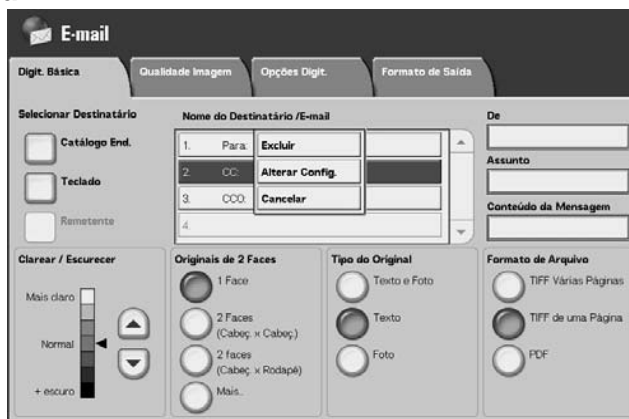 E-mail
Digit. Básica
Qualidade Imagem
Opções Digit.
Formato de Saída
Selecionar Destinatário
Catálogo End.
Teclado
Remetente
Nome do Destinatário /E-mail
1. Para:
2. CC:
3. CCO:
4.
Excluir
Alterar Config.
Cancelar
De
Assunto
Conteúdo da Mensagem
Clarear / Escurecer
Mais claro
Normal
+ escuro
Originais de 2 Faces
1 Face
2 Faces
(Cabeç. x Cabeç.)
2 faces
(Cabeç. x Rodapé)
Mais..
Tipo do Original
Texto e Foto
Texto
Foto
Formato de Arquivo
TIFF Várias Páginas
TIFF de uma Página
PDF